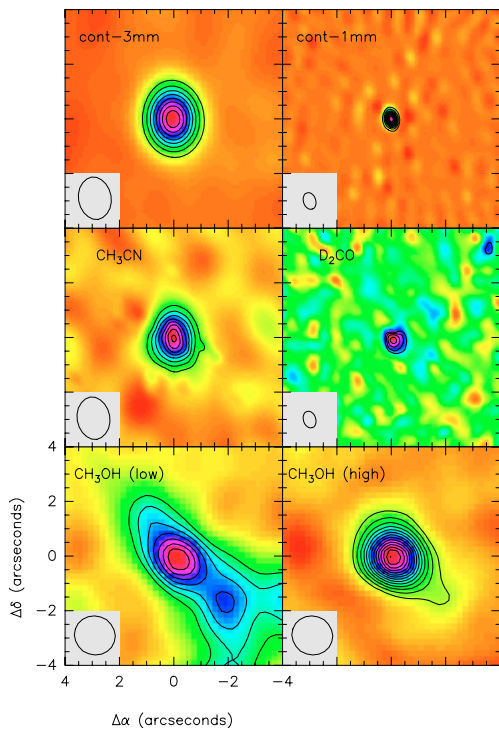 cont-3mm
cont-1mm
CH₃CN
D₂CO
CH₃OH (low)
CH₃OH (high)
4
2
0
−2
−4
Δδ (arcseconds)
4 2 0 −2 −4
Δα (arcseconds)